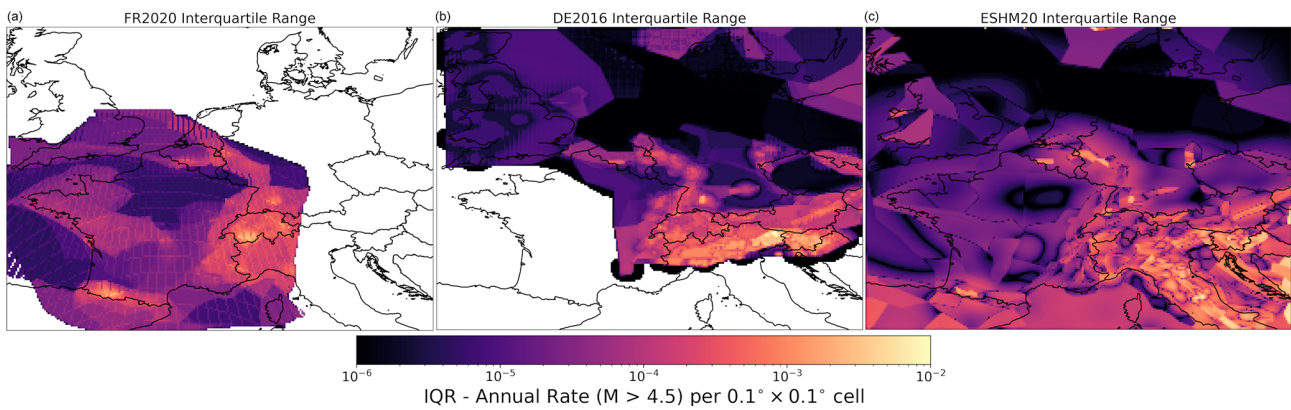 (a) FR2020 Interquartile Range
(b) DE2016 Interquartile Range
(c) ESHM20 Interquartile Range
10⁻⁶ 10⁻⁵ 10⁻⁴ 10⁻³ 10⁻²
IQR - Annual Rate (M > 4.5) per 0.1° × 0.1° cell